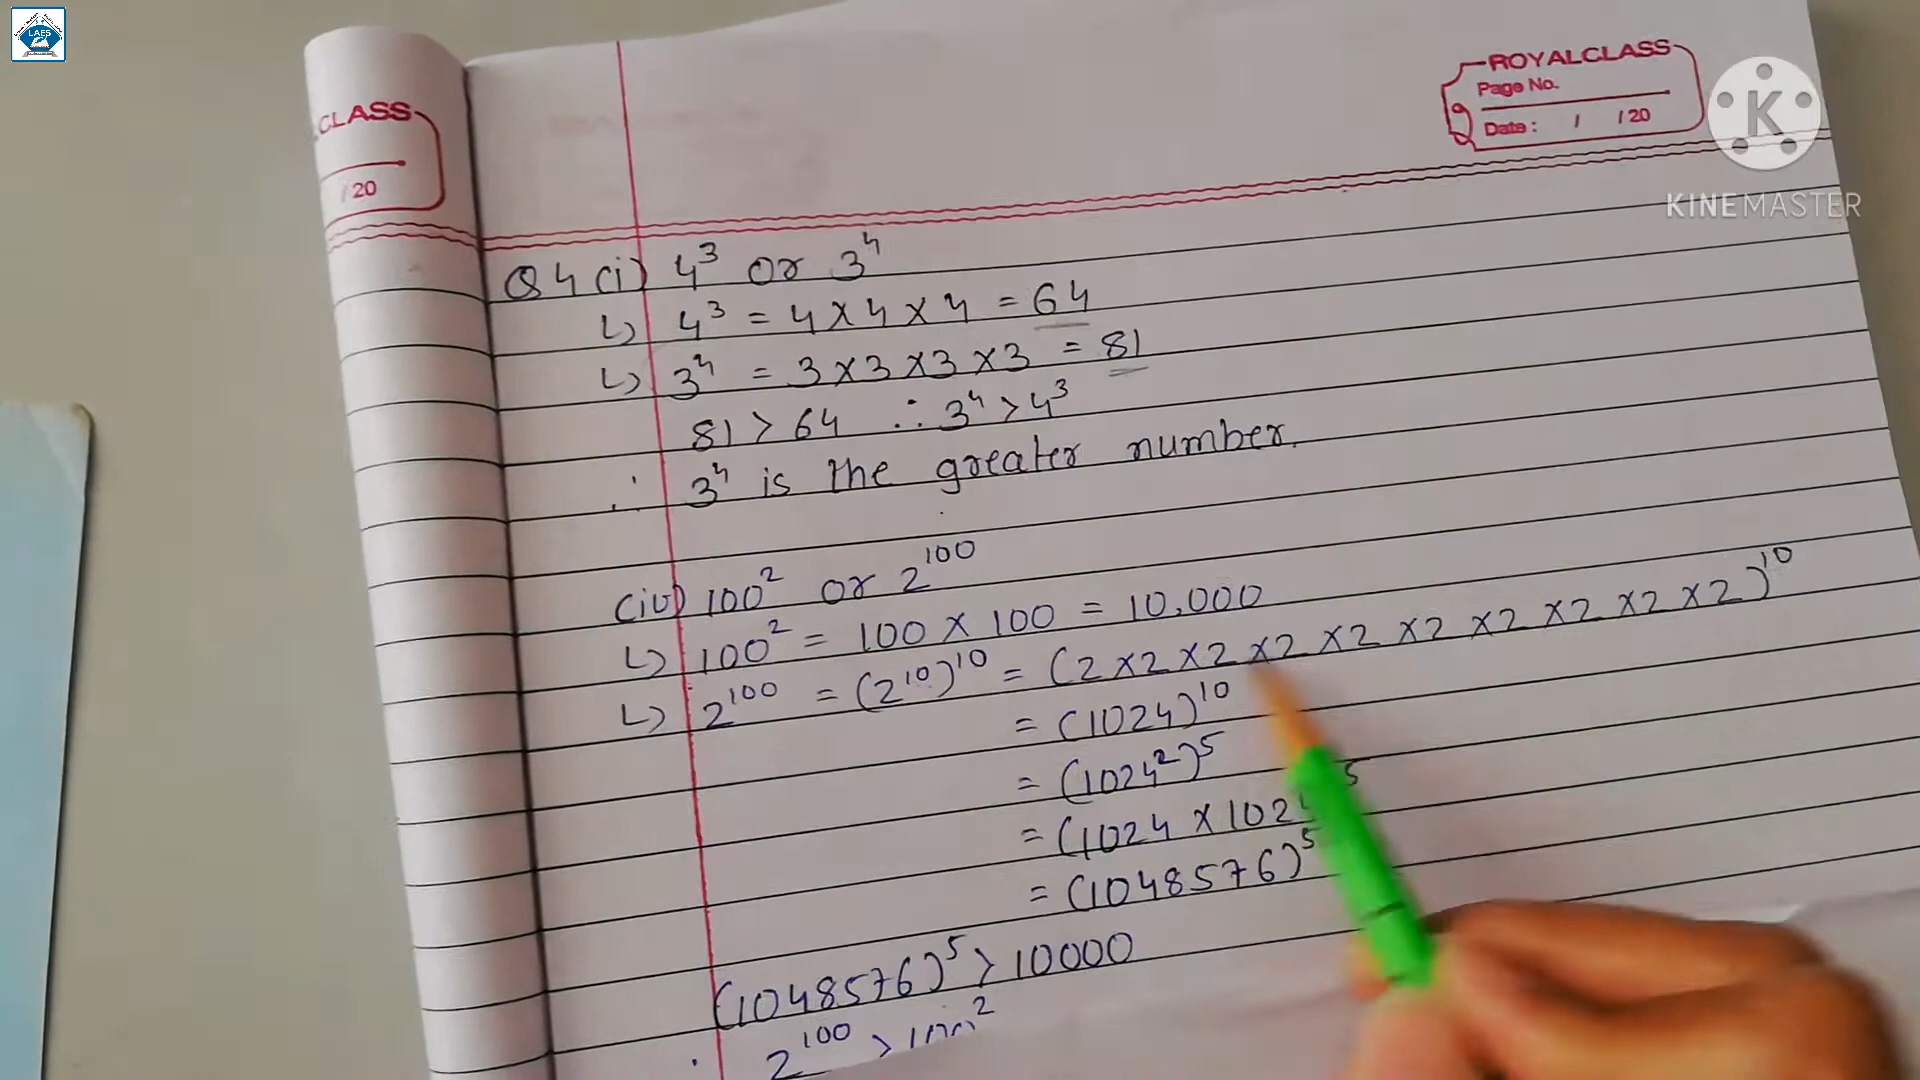 LAES
CLASS
/ 20
ROYALCLASS
Page No.
Date : / / 20
K
KINEMASTER
Q4 (i) 4³ or 3⁴
↳ 4³ = 4 × 4 × 4 = 64
↳ 3⁴ = 3 × 3 × 3 × 3 = 81
81 > 64 ∴ 3⁴ > 4³
∴ 3⁴ is the greater number.
(iv) 100² or 2¹⁰⁰
↳ 100² = 100 × 100 = 10,000
↳ 2¹⁰⁰ = (2¹⁰)¹⁰ = (2 × 2 × 2 × 2 × 2 × 2 × 2 × 2 × 2 × 2)¹⁰
= (1024)¹⁰
= (1024²)⁵
= (1024 × 102 ⁵
= (1048576)⁵
(1048576)⁵ > 10000
2¹⁰⁰ > 100²